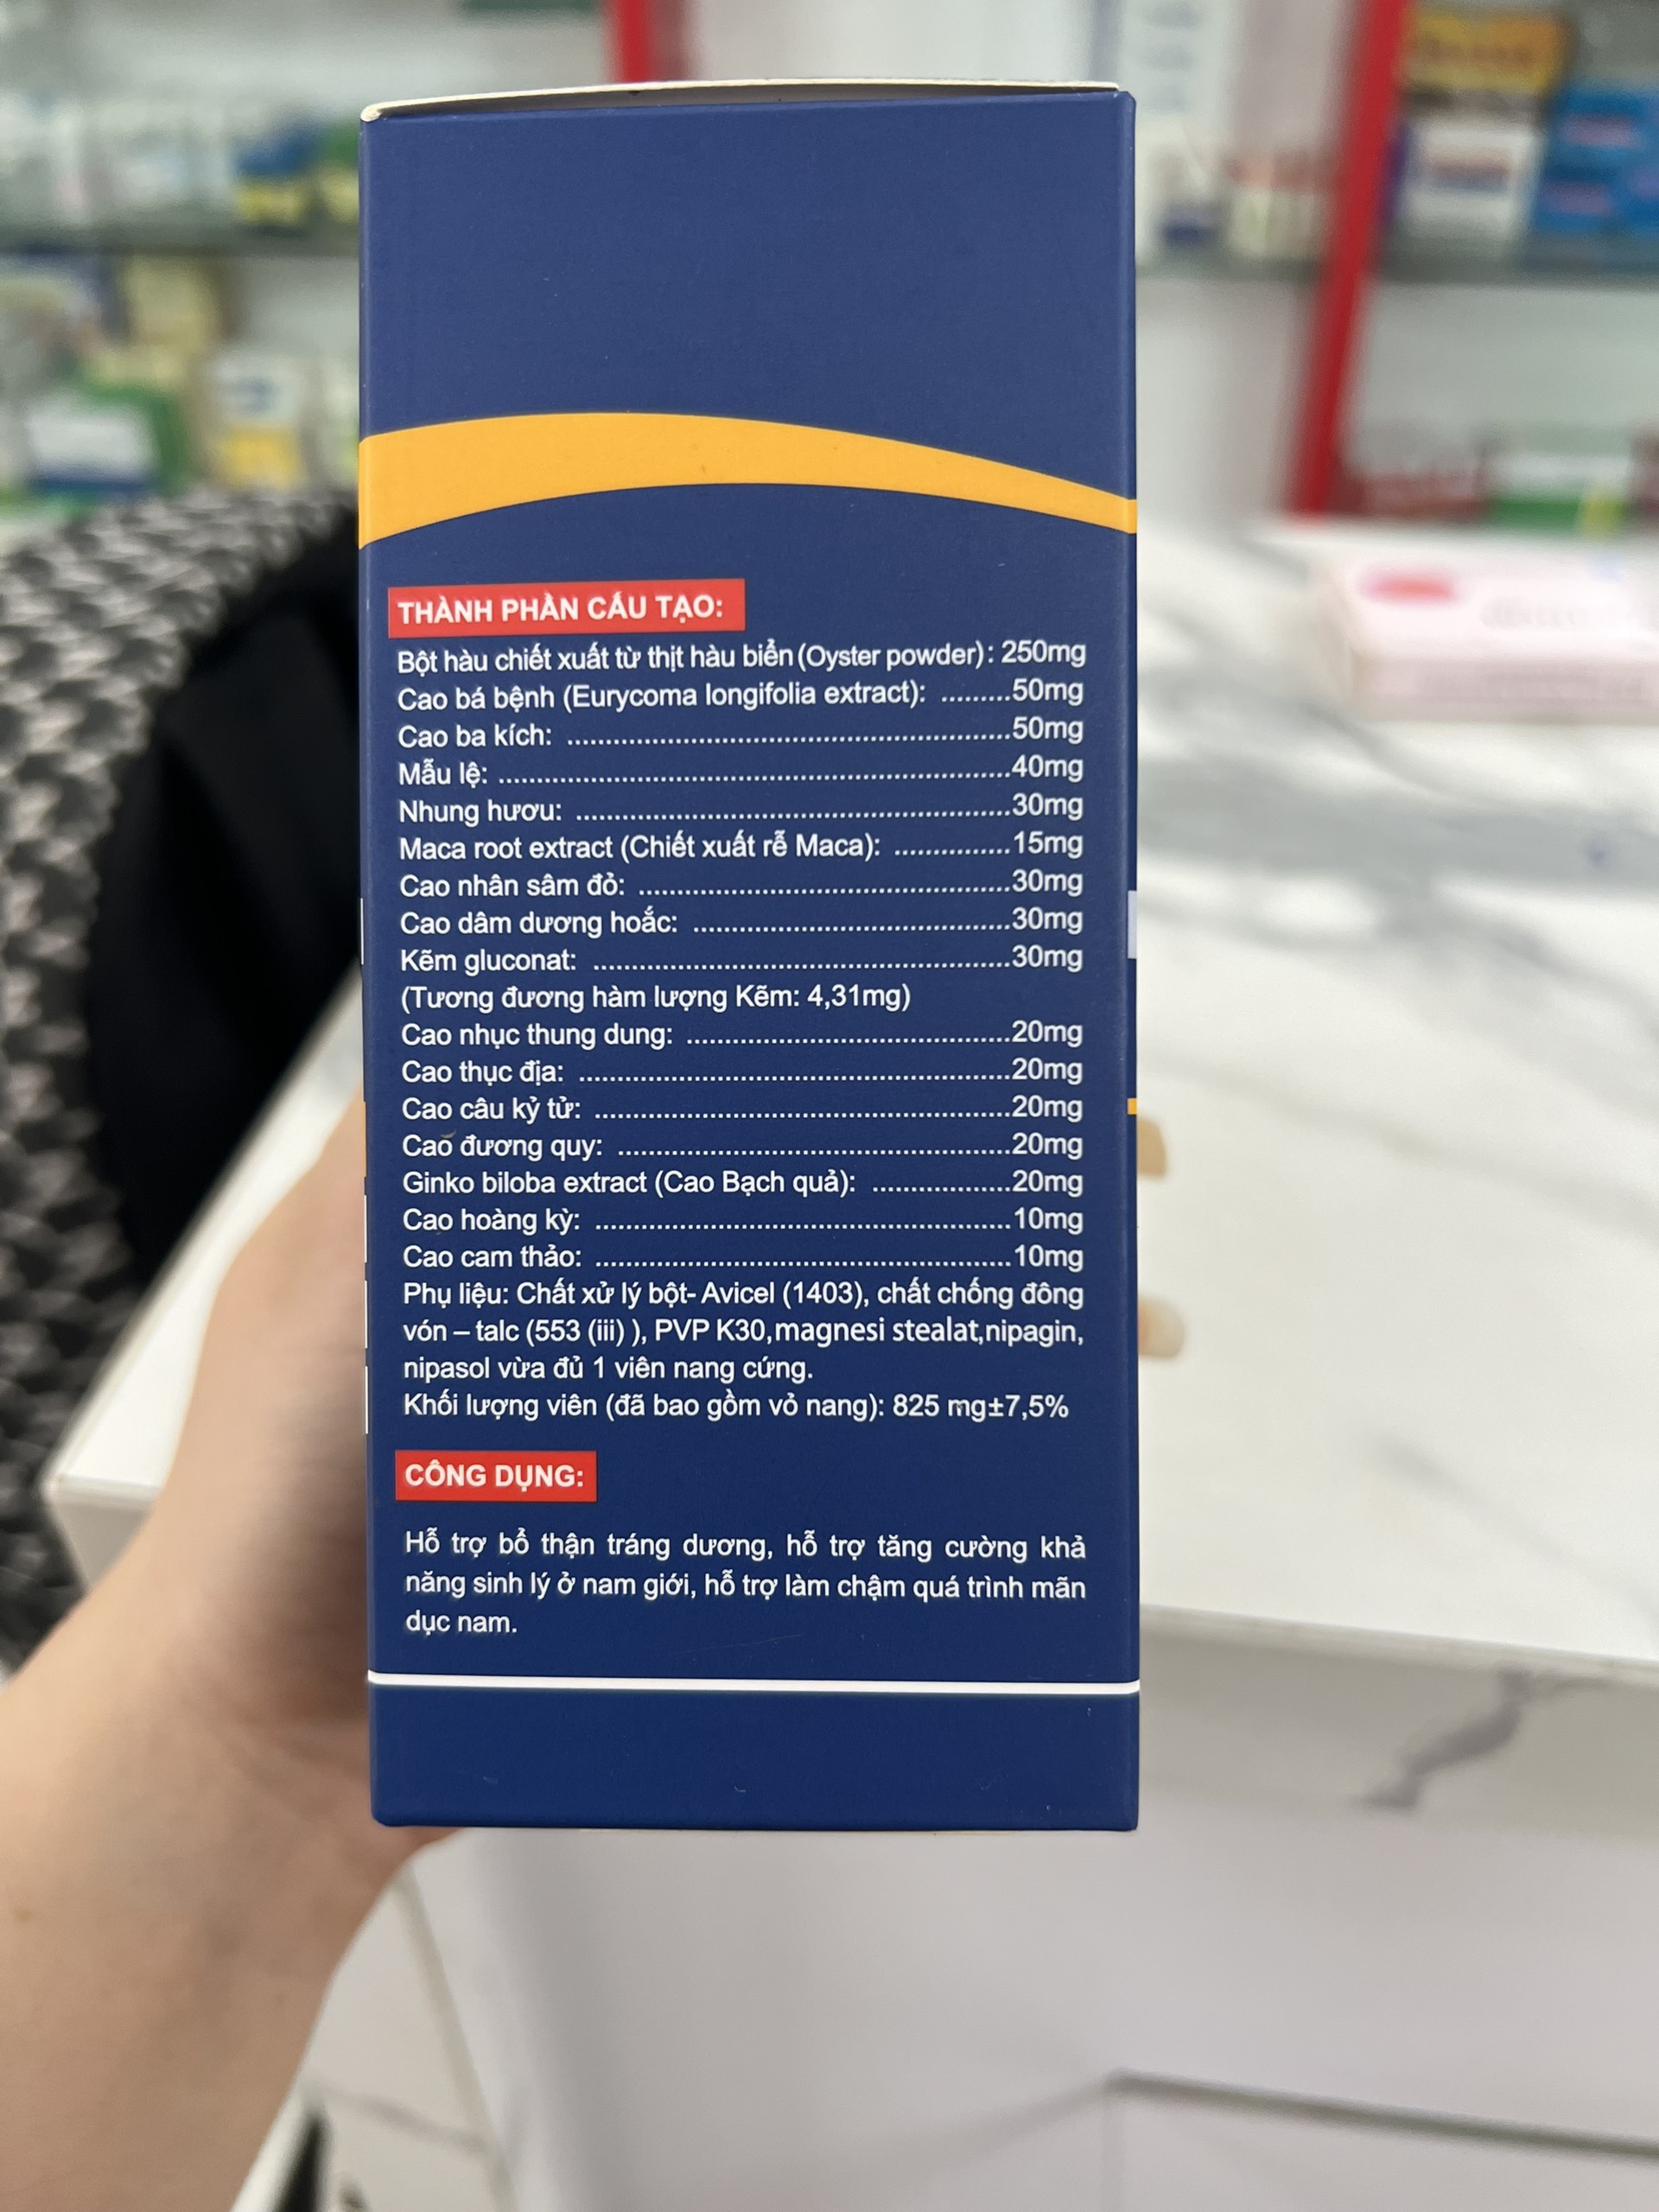 THÀNH PHẦN CẤU TẠO:
Bột hàu chiết xuất từ thịt hàu biển (Oyster powder): 250mg
Cao bá bệnh (Eurycoma longifolia extract): .........50mg
Cao ba kích: ..........................................................50mg
Mẫu lệ: ...................................................................40mg
Nhung hươu: .........................................................30mg
Maca root extract (Chiết xuất rễ Maca): ...............15mg
Cao nhân sâm đỏ: ................................................30mg
Cao dâm dương hoắc: .........................................30mg
Kẽm gluconat: ......................................................30mg
(Tương đương hàm lượng Kẽm: 4,31mg)
Cao nhục thung dung: ..........................................20mg
Cao thục địa: ........................................................20mg
Cao câu kỷ tử: ......................................................20mg
Cao đương quy: ...................................................20mg
Ginko biloba extract (Cao Bạch quả): ..................20mg
Cao hoàng kỳ: ......................................................10mg
Cao cam thảo: ......................................................10mg
Phụ liệu: Chất xử lý bột- Avicel (1403), chất chống đông
vón – talc (553 (iii) ), PVP K30,magnesi stealat,nipagin,
nipasol vừa đủ 1 viên nang cứng.
Khối lượng viên (đã bao gồm vỏ nang): 825 mg±7,5%
CÔNG DỤNG:
Hỗ trợ bổ thận tráng dương, hỗ trợ tăng cường khả
năng sinh lý ở nam giới, hỗ trợ làm chậm quá trình mãn
dục nam.